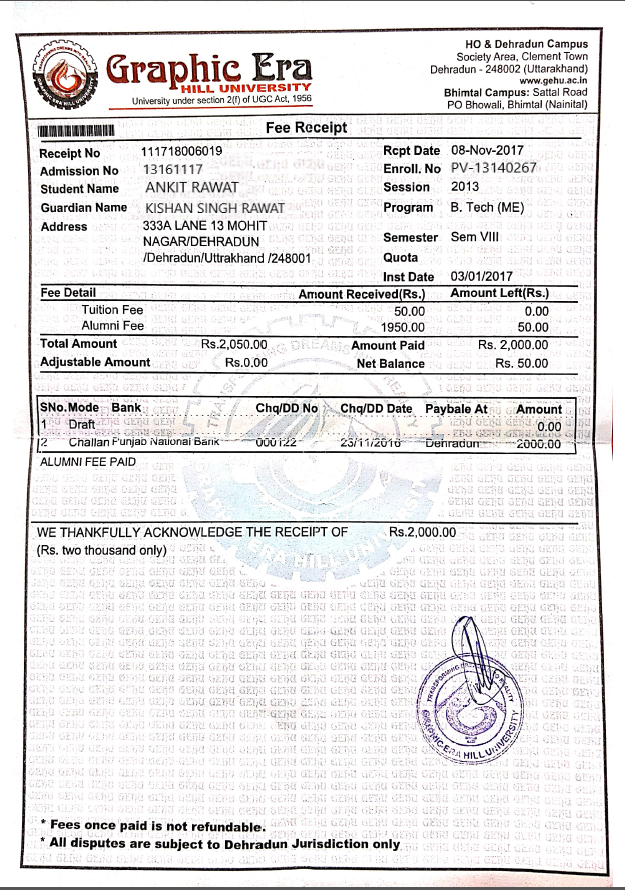 Graphic Era
HILL UNIVERSITY
University under section 2(f) of UGC Act, 1956
HO & Dehradun Campus
Society Area, Clement Town
Dehradun - 248002 (Uttarakhand)
www.gehu.ac.in
Bhimtal Campus: Sattal Road
PO Bhowali, Bhimtal (Nainital)
Fee Receipt
Receipt No 111718006019 Rcpt Date 08-Nov-2017
Admission No 13161117 Enroll. No PV-13140267
Student Name ANKIT RAWAT Session 2013
Guardian Name KISHAN SINGH RAWAT Program B. Tech (ME)
Address 333A LANE 13 MOHIT
NAGAR/DEHRADUN Semester Sem VIII
/Dehradun/Uttrakhand /248001 Quota
Inst Date 03/01/2017
Fee Detail Amount Received(Rs.) Amount Left(Rs.)
Tuition Fee 50.00 0.00
Alumni Fee 1950.00 50.00
Total Amount Rs.2,050.00 Amount Paid Rs. 2,000.00
Adjustable Amount Rs.0.00 Net Balance Rs. 50.00
SNo. Mode Bank Chq/DD No Chq/DD Date Paybale At Amount
1 Draft 0.00
2 Challan Punjab National Bank 000122 23/11/2016 Dehradun 2000.00
ALUMNI FEE PAID
WE THANKFULLY ACKNOWLEDGE THE RECEIPT OF Rs.2,000.00
(Rs. two thousand only)
GRAPHIC ERA HILL UNIVERSITY
* Fees once paid is not refundable.
* All disputes are subject to Dehradun Jurisdiction only